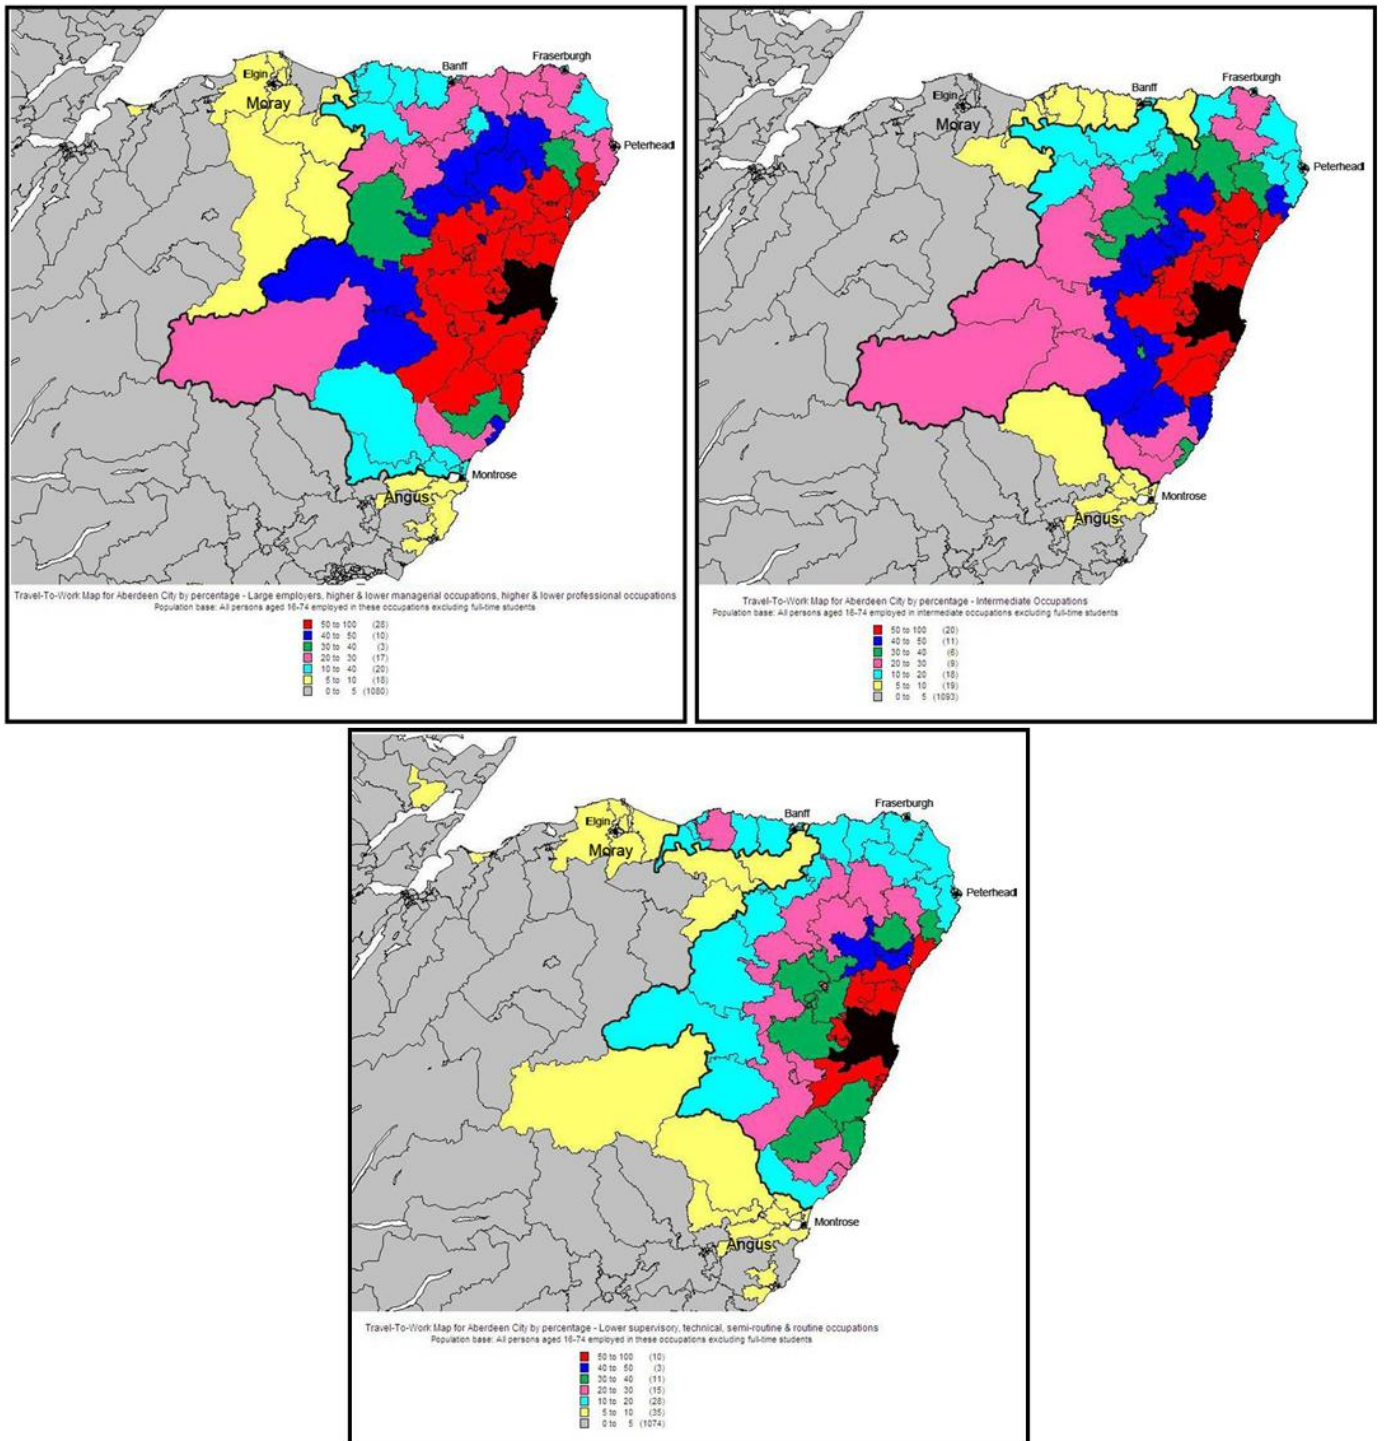 Elgin
Moray
Banff
Fraserburgh
Peterhead
Montrose
Angus
Travel-To-Work Map for Aberdeen City by percentage - Large employers, higher & lower managerial occupations, higher & lower professional occupations
Population base: All persons aged 16-74 employed in these occupations excluding full-time students
50 to 100 (28)
40 to 50 (10)
30 to 40 (3)
20 to 30 (17)
10 to 40 (20)
5 to 10 (18)
0 to 5 (1080)
Elgin
Moray
Banff
Fraserburgh
Peterhead
Montrose
Angus
Travel-To-Work Map for Aberdeen City by percentage - Intermediate Occupations
Population base: All persons aged 16-74 employed in intermediate occupations excluding full-time students
50 to 100 (20)
40 to 50 (11)
30 to 40 (6)
20 to 30 (9)
10 to 20 (18)
5 to 10 (19)
0 to 5 (1093)
Elgin
Moray
Banff
Fraserburgh
Peterhead
Montrose
Angus
Travel-To-Work Map for Aberdeen City by percentage - Lower supervisory, technical, semi-routine & routine occupations
Population base: All persons aged 16-74 employed in these occupations excluding full-time students
50 to 100 (10)
40 to 50 (3)
30 to 40 (11)
20 to 30 (15)
10 to 20 (28)
5 to 10 (35)
0 to 5 (1074)